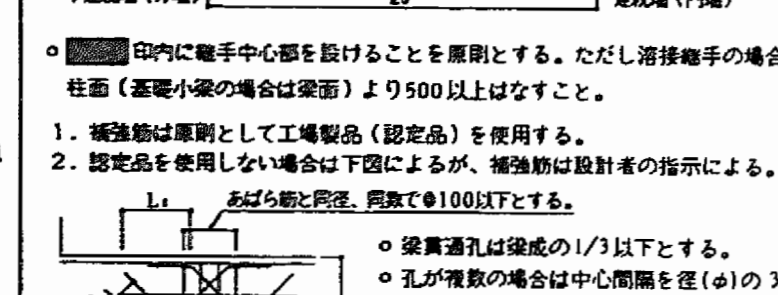 ○ 印内に継手中心部を設けることを原則とする。ただし溶接継手の場合
柱面（基礎小梁の場合は梁面）より500以上はなすこと。
1. 補強筋は原則として工場製品（認定品）を使用する。
2. 認定品を使用しない場合は下図によるが、補強筋は設計者の指示による。
あばら筋と同径、同数で@100以下とする。
○ 梁貫通孔は梁成の1/3以下とする。
○ 孔が複数の場合は中心間隔を径(φ)の3